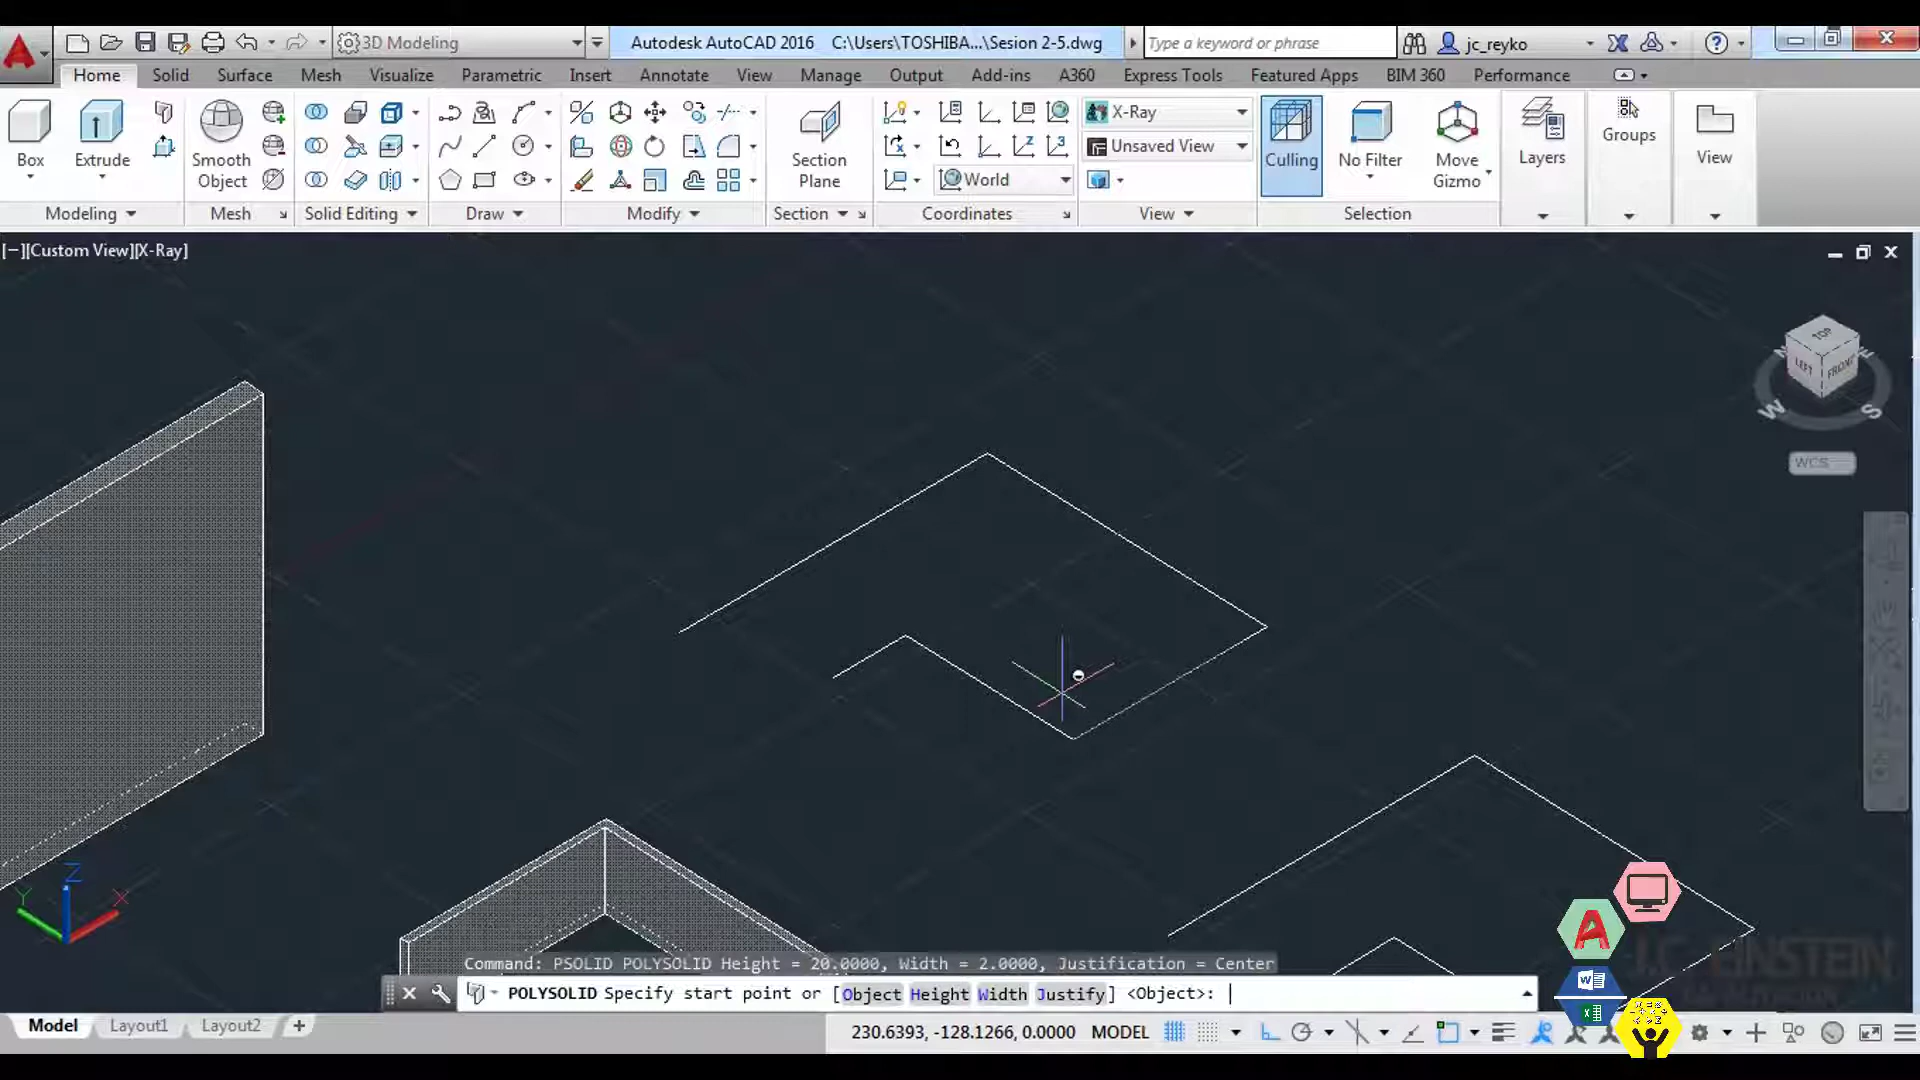 3D Modeling
Autodesk AutoCAD 2016 C:\Users\TOSHIBA...\Sesion 2-5.dwg
Type a keyword or phrase
jc_reyko
Home Solid Surface Mesh Visualize Parametric Insert Annotate View Manage Output Add-ins A360 Express Tools Featured Apps BIM 360 Performance
Box
Extrude
Smooth Object
Section Plane
World
X-Ray
Unsaved View
Culling
No Filter
Move Gizmo
Layers
Groups
View
Modeling Mesh Solid Editing Draw Modify Section Coordinates View Selection
[−][Custom View][X-Ray]
TOP
LEFT
FRONT
W
S
WCS
Z
Y
X
Command: PSOLID POLYSOLID Height = 20.0000, Width = 2.0000, Justification = Center
POLYSOLID Specify start point or [Object Height Width Justify] <Object>:
Model Layout1 Layout2 +
230.6393, -128.1266, 0.0000 MODEL